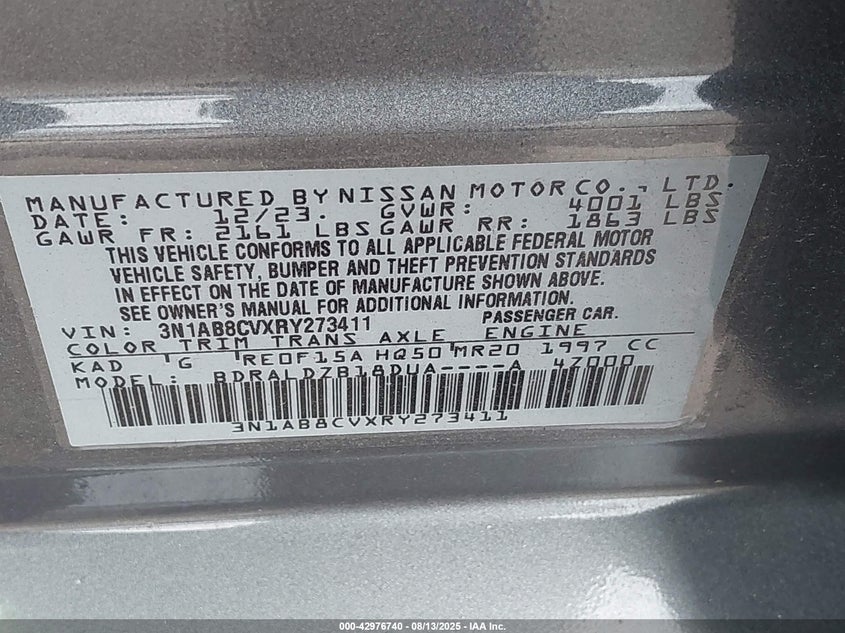 MANUFACTURED BY NISSAN MOTOR CO., LTD.
DATE: 12/23. GVWR: 4001 LBS
GAWR FR: 2161 LBS GAWR RR: 1863 LBS
THIS VEHICLE CONFORMS TO ALL APPLICABLE FEDERAL MOTOR
VEHICLE SAFETY, BUMPER AND THEFT PREVENTION STANDARDS
IN EFFECT ON THE DATE OF MANUFACTURE SHOWN ABOVE.
SEE OWNER'S MANUAL FOR ADDITIONAL INFORMATION.
VIN: 3N1AB8CVXRY273411 PASSENGER CAR.
COLOR TRIM TRANS AXLE ENGINE
KAD G RE0F15A HQ50 MR20 1997 CC
MODEL: BDRALDZB18DUA----A 4Z000
3N1AB8CVXRY273411
000-42976740 - 08/13/2025 - IAA Inc.